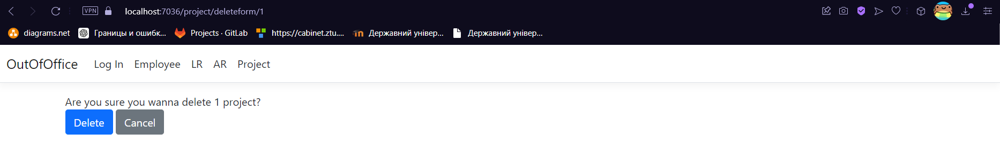 VPN localhost:7036/project/deleteform/1
diagrams.net Границы и ошибк... Projects · GitLab https://cabinet.ztu.... Державний універ... Державний універ...
OutOfOffice Log In Employee LR AR Project
Are you sure you wanna delete 1 project?
Delete Cancel